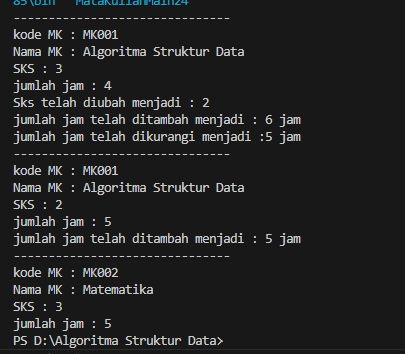 85\bin' 'MataKuliahMain24'
-------------------------------
kode MK : MK001
Nama MK : Algoritma Struktur Data
SKS : 3
jumlah jam : 4
Sks telah diubah menjadi : 2
jumlah jam telah ditambah menjadi : 6 jam
jumlah jam telah dikurangi menjadi :5 jam
-------------------------------
kode MK : MK001
Nama MK : Algoritma Struktur Data
SKS : 2
jumlah jam : 5
jumlah jam telah ditambah menjadi : 5 jam
-------------------------------
kode MK : MK002
Nama MK : Matematika
SKS : 3
jumlah jam : 5
PS D:\Algoritma Struktur Data>